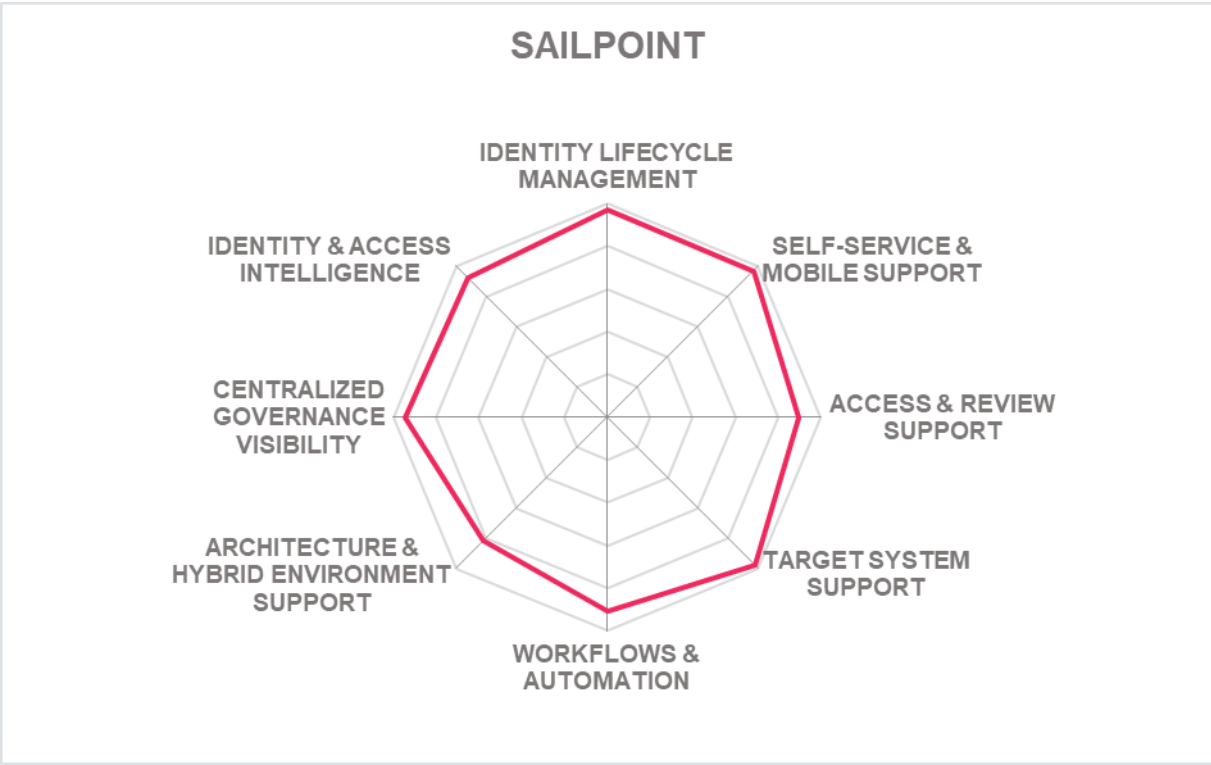 SAILPOINT
IDENTITY LIFECYCLE
MANAGEMENT
SELF-SERVICE &
MOBILE SUPPORT
ACCESS & REVIEW
SUPPORT
TARGET SYSTEM
SUPPORT
WORKFLOWS &
AUTOMATION
ARCHITECTURE &
HYBRID ENVIRONMENT
SUPPORT
CENTRALIZED
GOVERNANCE
VISIBILITY
IDENTITY & ACCESS
INTELLIGENCE